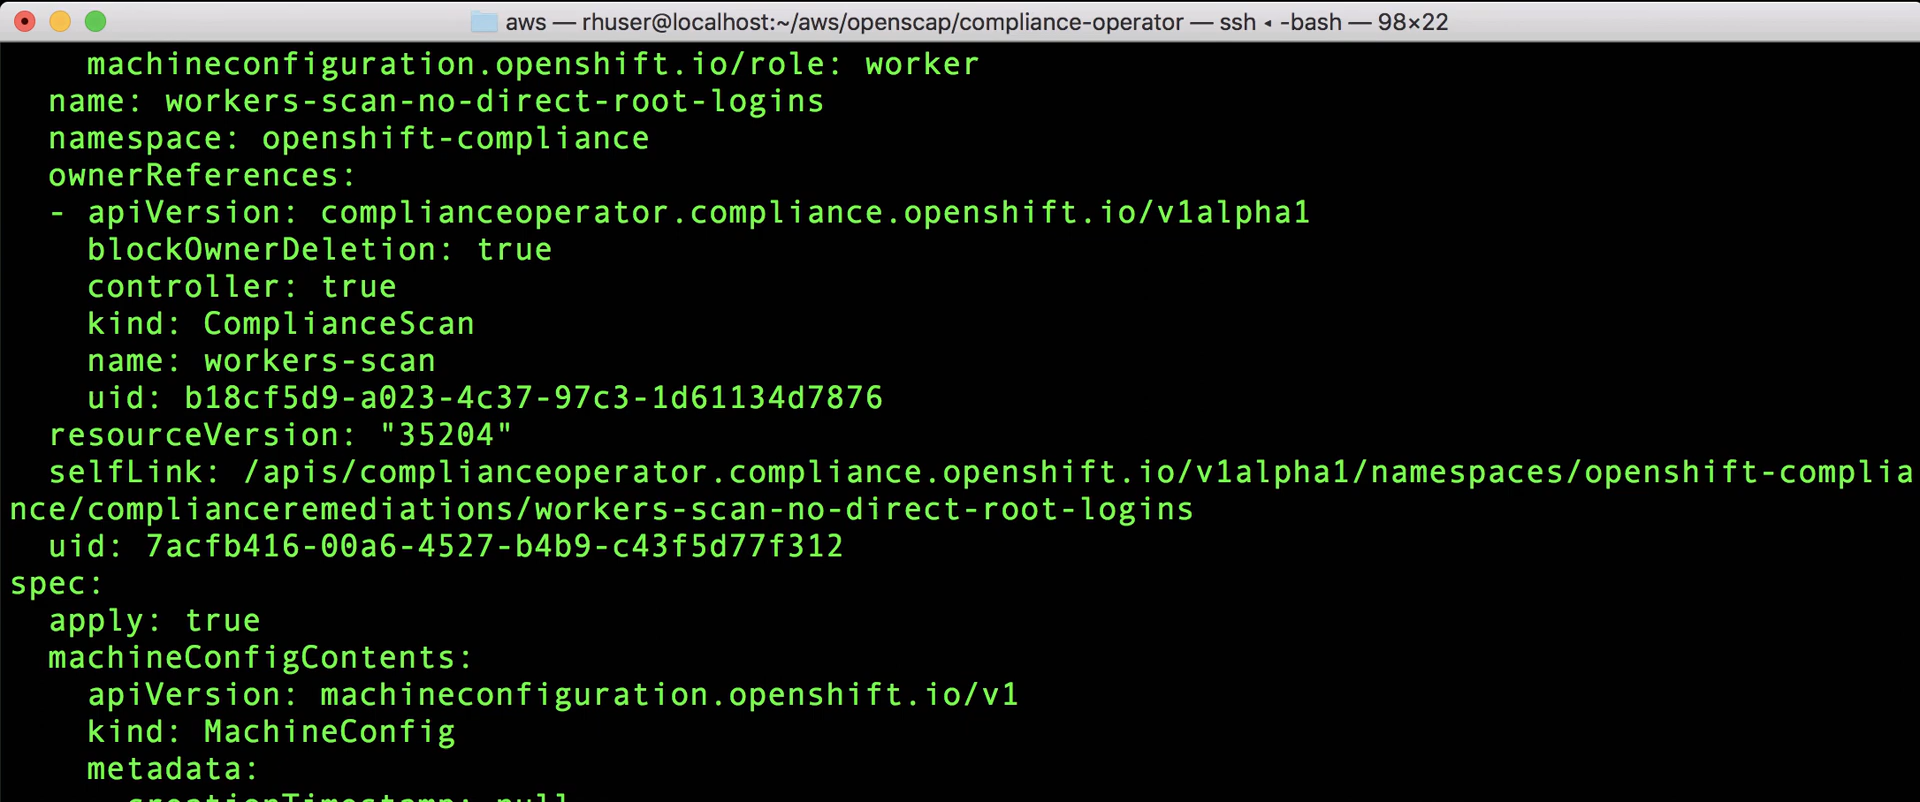 aws — rhuser@localhost:~/aws/openscap/compliance-operator — ssh ◂ -bash — 98×22
    machineconfiguration.openshift.io/role: worker
  name: workers-scan-no-direct-root-logins
  namespace: openshift-compliance
  ownerReferences:
  - apiVersion: complianceoperator.compliance.openshift.io/v1alpha1
    blockOwnerDeletion: true
    controller: true
    kind: ComplianceScan
    name: workers-scan
    uid: b18cf5d9-a023-4c37-97c3-1d61134d7876
  resourceVersion: "35204"
  selfLink: /apis/complianceoperator.compliance.openshift.io/v1alpha1/namespaces/openshift-complia
nce/complianceremediations/workers-scan-no-direct-root-logins
  uid: 7acfb416-00a6-4527-b4b9-c43f5d77f312
spec:
  apply: true
  machineConfigContents:
    apiVersion: machineconfiguration.openshift.io/v1
    kind: MachineConfig
    metadata:
      creationTimestamp: null